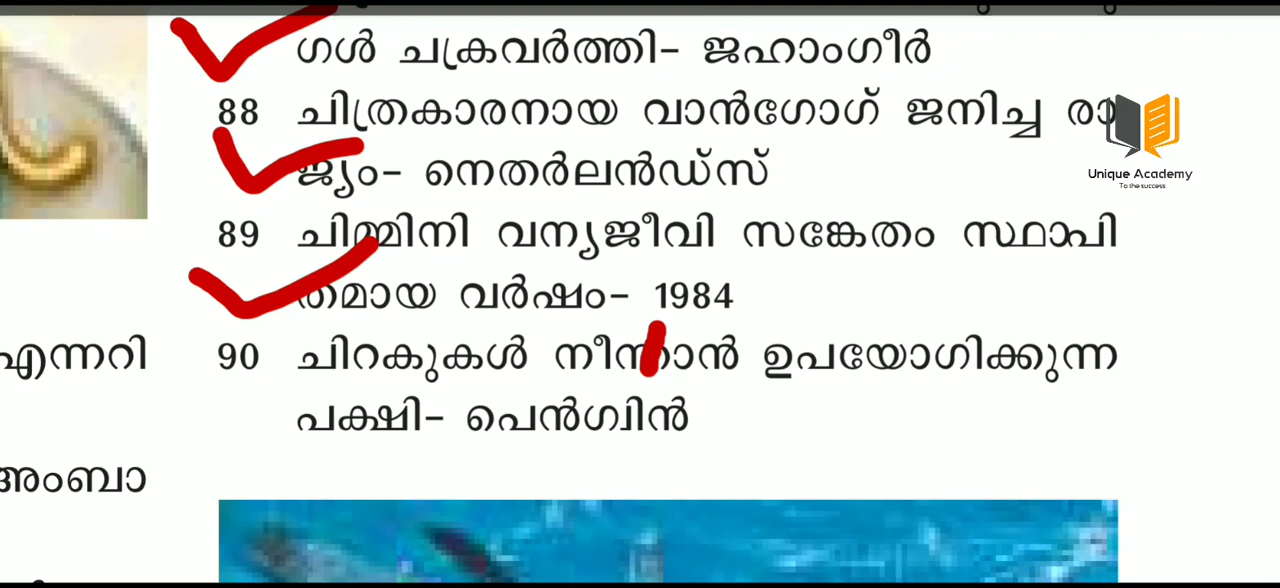 ഗൾ ചക്രവർത്തി- ജഹാംഗീർ
88 ചിത്രകാരനായ വാൻഗോഗ് ജനിച്ച രാ
ജ്യം- നെതർലൻഡ്സ്
89 ചിമ്മിനി വന്യജീവി സങ്കേതം സ്ഥാപി
തമായ വർഷം- 1984
90 ചിറകുകൾ നീന്താൻ ഉപയോഗിക്കുന്ന
പക്ഷി- പെൻഗ്വിൻ
എന്നറി
അംബാ
Unique Academy
To the success